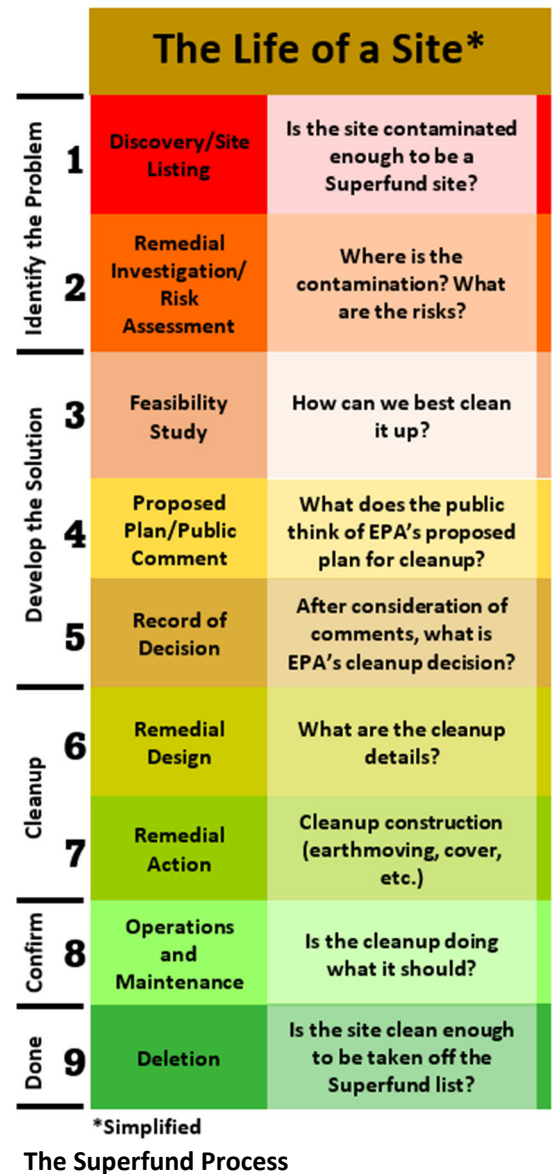 The Life of a Site*
Identify the Problem
1
Discovery/Site
Listing
Is the site contaminated
enough to be a
Superfund site?
2
Remedial
Investigation/
Risk
Assessment
Where is the
contamination? What
are the risks?
Develop the Solution
3
Feasibility
Study
How can we best clean
it up?
4
Proposed
Plan/Public
Comment
What does the public
think of EPA's proposed
plan for cleanup?
5
Record of
Decision
After consideration of
comments, what is
EPA's cleanup decision?
Cleanup
6
Remedial
Design
What are the cleanup
details?
7
Remedial
Action
Cleanup construction
(earthmoving, cover,
etc.)
Confirm
8
Operations
and
Maintenance
Is the cleanup doing
what it should?
Done
9
Deletion
Is the site clean enough
to be taken off the
Superfund list?
*Simplified
The Superfund Process